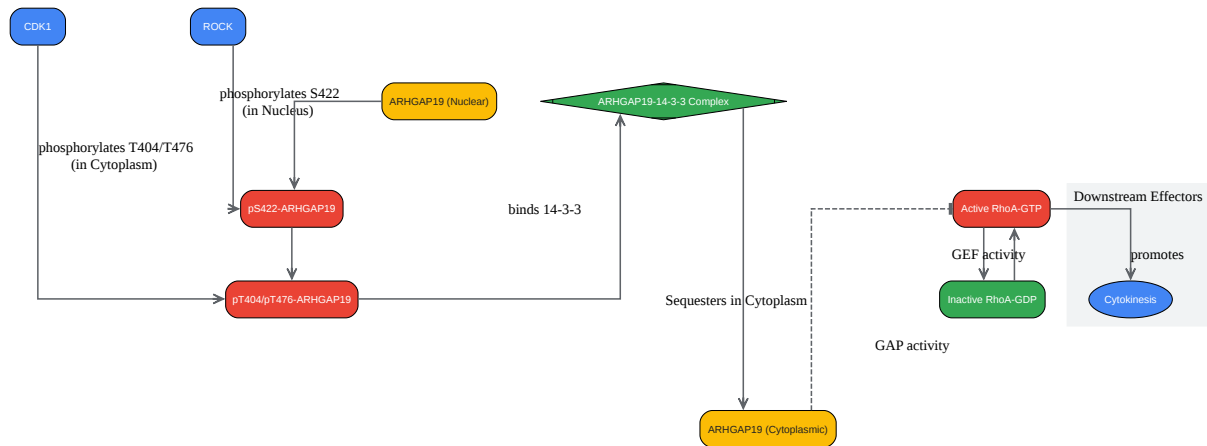 CDK1
ROCK
phosphorylates S422
(in Nucleus)
ARHGAP19 (Nuclear)
ARHGAP19-14-3-3 Complex
phosphorylates T404/T476
(in Cytoplasm)
pS422-ARHGAP19
binds 14-3-3
Active RhoA-GTP
Downstream Effectors
GEF activity
promotes
pT404/pT476-ARHGAP19
Sequesters in Cytoplasm
Inactive RhoA-GDP
Cytokinesis
GAP activity
ARHGAP19 (Cytoplasmic)